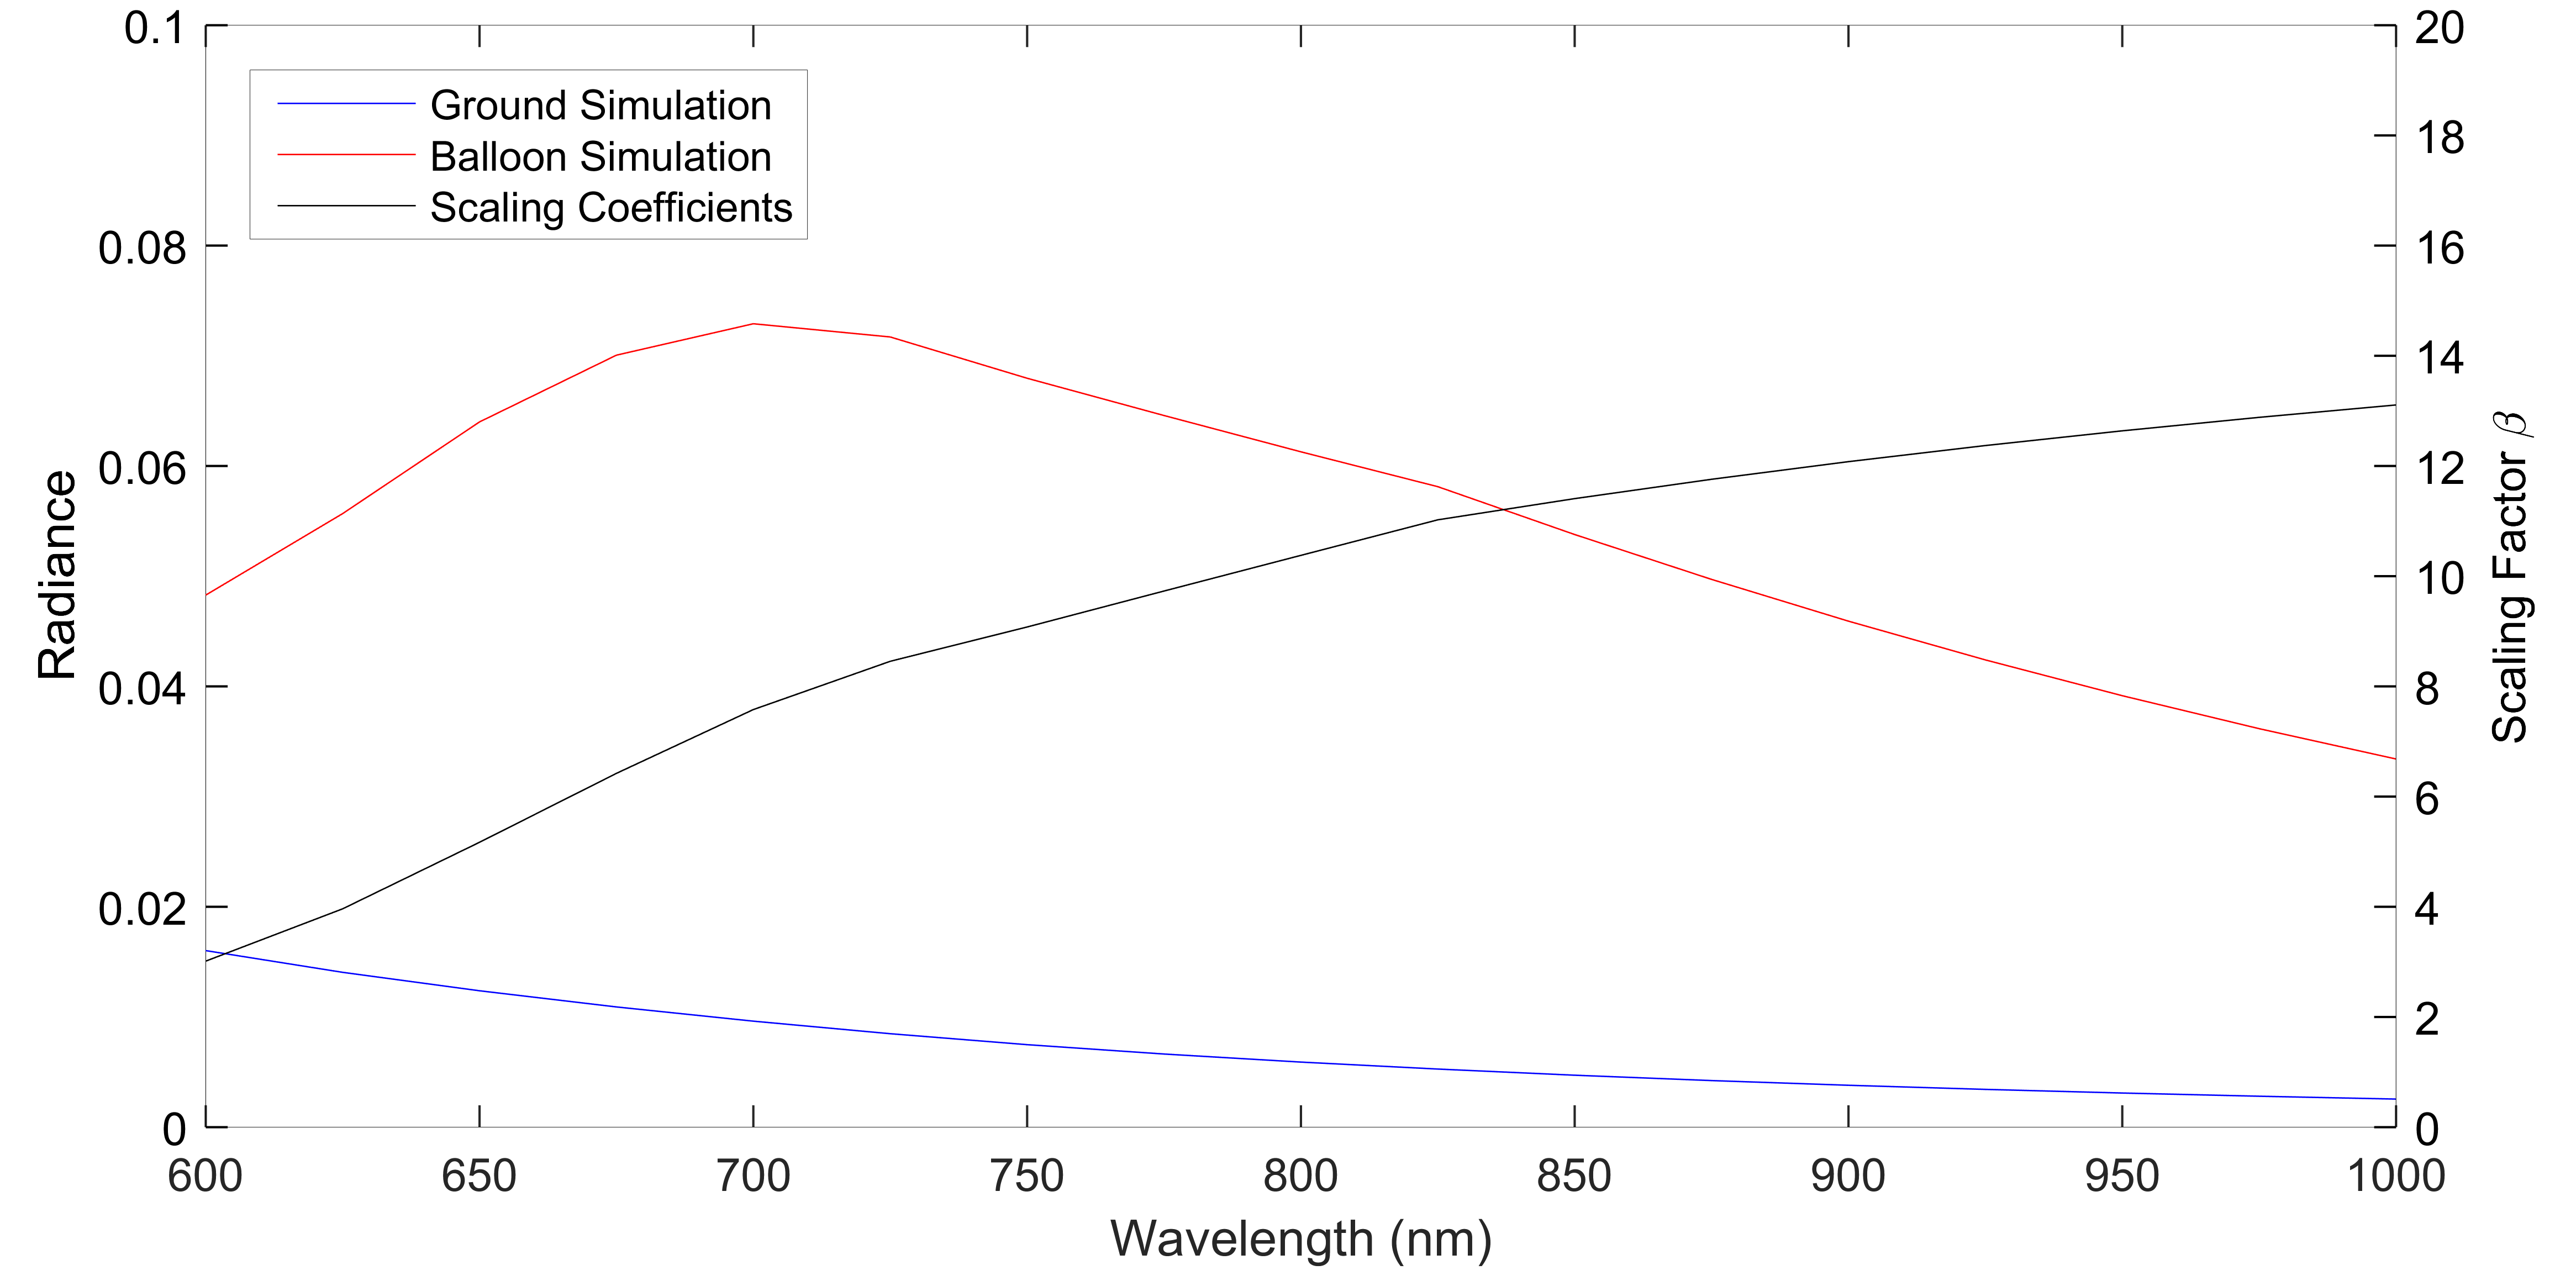 0.1
0.08
0.06
0.04
0.02
0
Radiance
Ground Simulation
Balloon Simulation
Scaling Coefficients
20
18
16
14
12
10
8
6
4
2
0
Scaling Factor β
600 650 700 750 800 850 900 950 1000
Wavelength (nm)